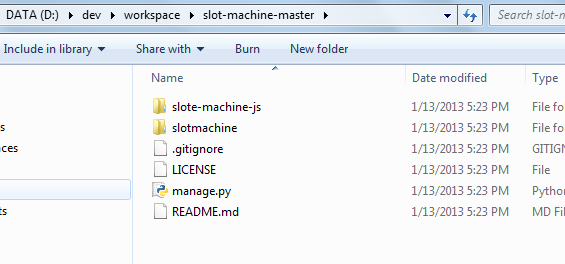 DATA (D:) dev workspace slot-machine-master Search slot-m
Include in library Share with Burn New folder
Name Date modified Type
slote-machine-js 1/13/2013 5:23 PM File fo
slotmachine 1/13/2013 5:23 PM File fo
.gitignore 1/13/2013 5:23 PM GITIGN
LICENSE 1/13/2013 5:23 PM File
manage.py 1/13/2013 5:23 PM Python
README.md 1/13/2013 5:23 PM MD Fil
s
aces
ts